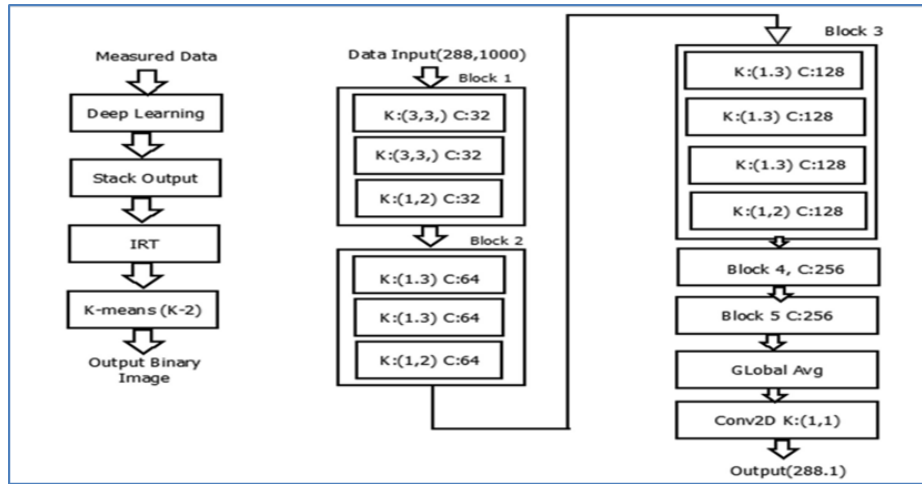 Measured Data
Deep Learning
Stack Output
IRT
K-means (K-2)
Output Binary
Image
Data Input(288,1000)
Block 1
K:(3,3,) C:32
K:(3,3,) C:32
K:(1,2) C:32
Block 2
K:(1.3) C:64
K:(1.3) C:64
K:(1,2) C:64
Block 3
K:(1.3) C:128
K:(1.3) C:128
K:(1.3) C:128
K:(1,2) C:128
Block 4, C:256
Block 5 C:256
GLobal Avg
Conv2D K:(1,1)
Output(288.1)